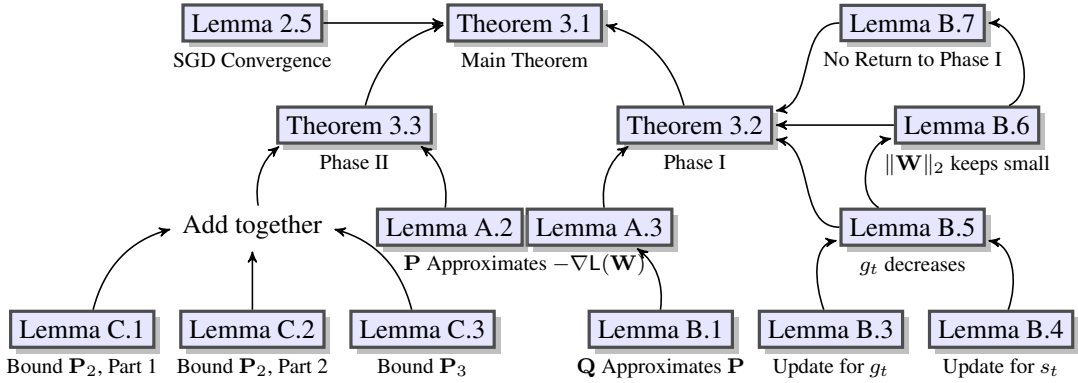 Lemma 2.5
Theorem 3.1
Lemma B.7
SGD Convergence
Main Theorem
No Return to Phase I
Theorem 3.3
Theorem 3.2
Lemma B.6
Phase II
Phase I
‖W‖₂ keeps small
Add together
Lemma A.2
Lemma A.3
Lemma B.5
P Approximates −∇L(W)
gₜ decreases
Lemma C.1
Lemma C.2
Lemma C.3
Lemma B.1
Lemma B.3
Lemma B.4
Bound P₂, Part 1
Bound P₂, Part 2
Bound P₃
Q Approximates P
Update for gₜ
Update for sₜ